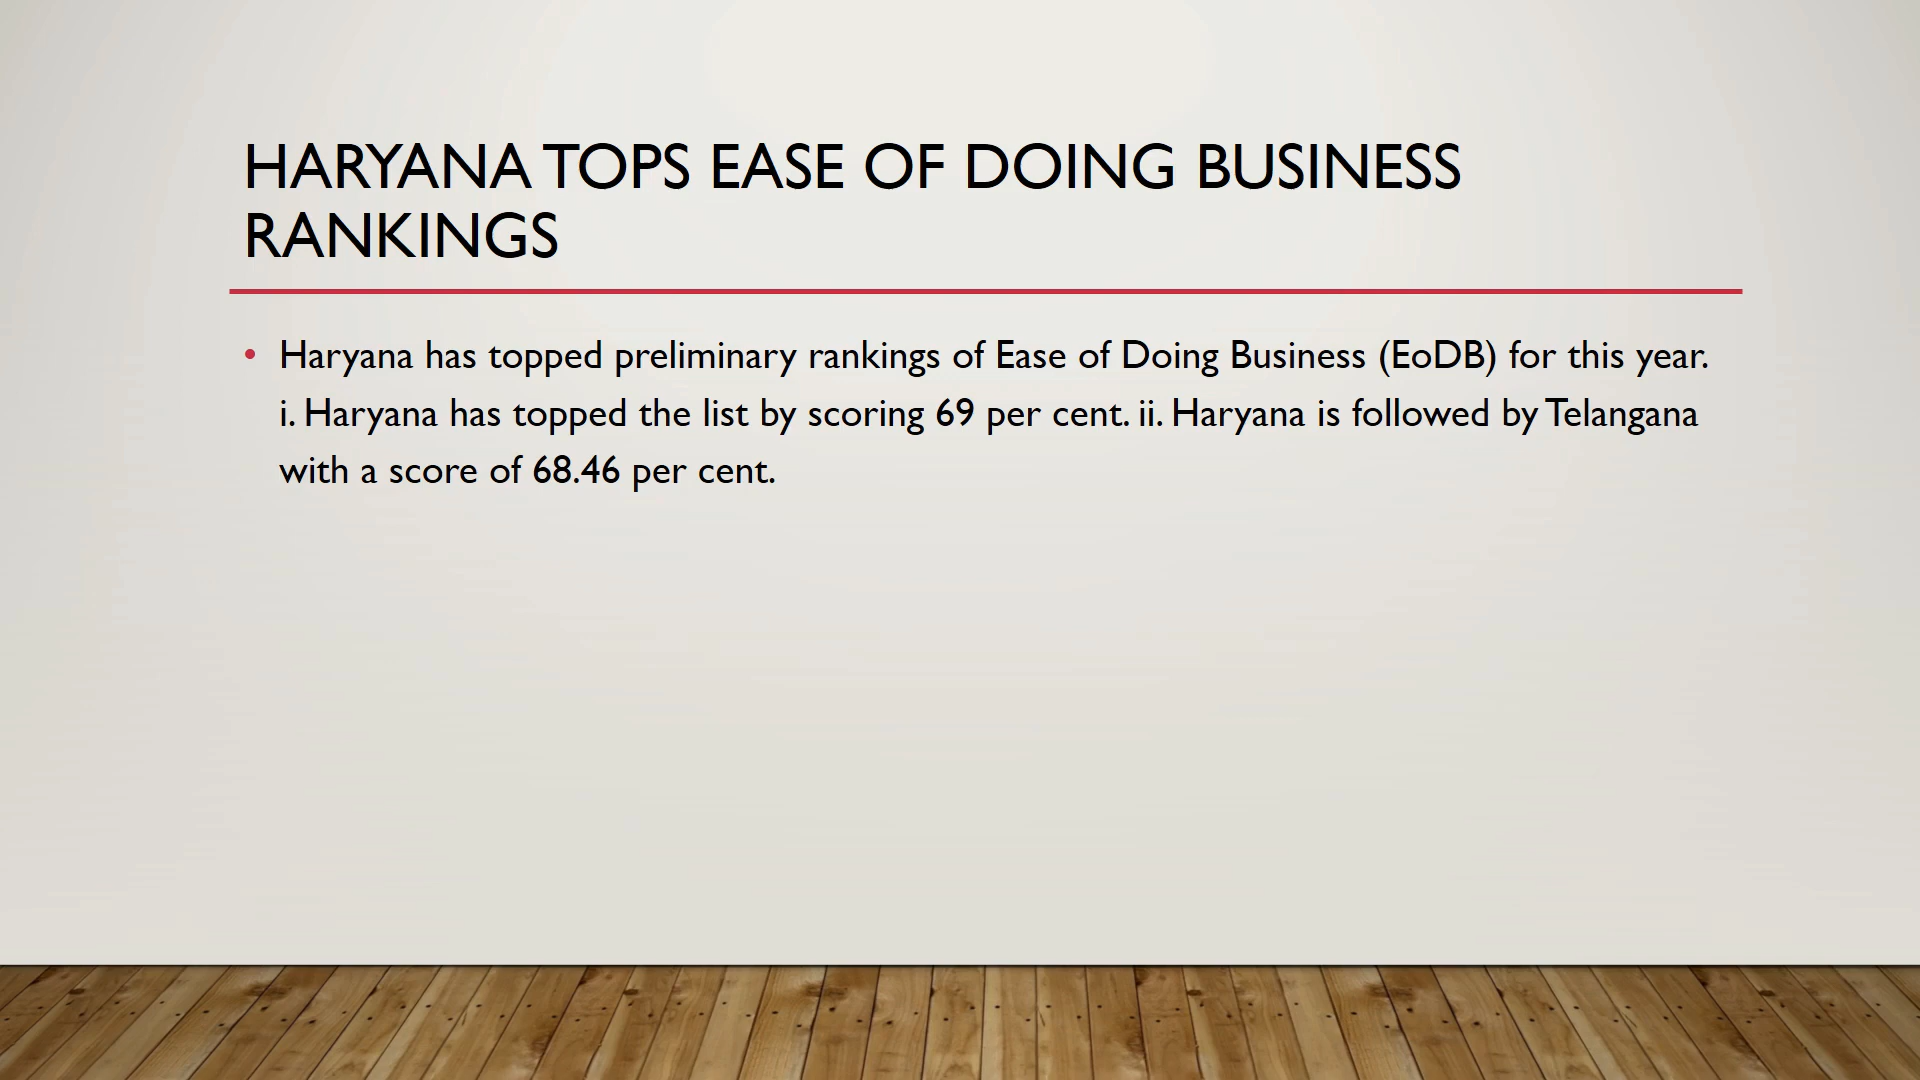 HARYANA TOPS EASE OF DOING BUSINESS
RANKINGS
• Haryana has topped preliminary rankings of Ease of Doing Business (EoDB) for this year.
i. Haryana has topped the list by scoring 69 per cent. ii. Haryana is followed by Telangana
with a score of 68.46 per cent.